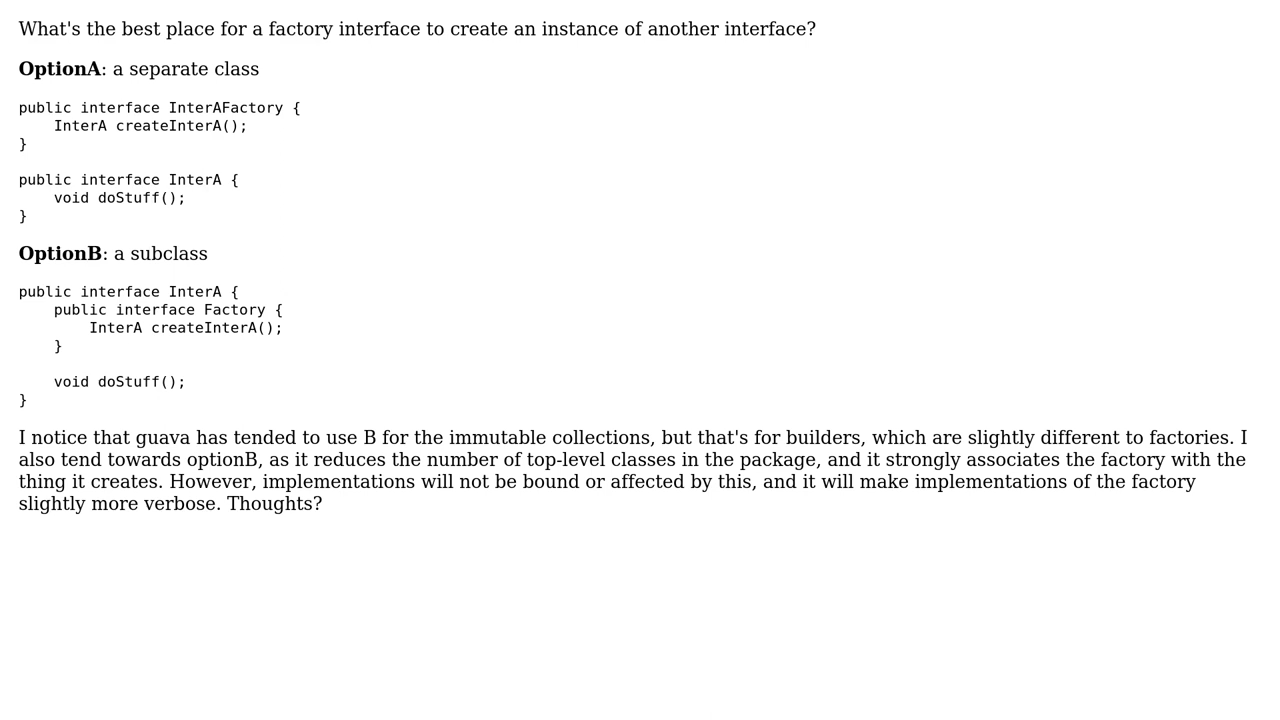 What's the best place for a factory interface to create an instance of another interface?
OptionA: a separate class
public interface InterAFactory {
    InterA createInterA();
}
public interface InterA {
    void doStuff();
}
OptionB: a subclass
public interface InterA {
    public interface Factory {
        InterA createInterA();
    }
    void doStuff();
}
I notice that guava has tended to use B for the immutable collections, but that's for builders, which are slightly different to factories. I
also tend towards optionB, as it reduces the number of top-level classes in the package, and it strongly associates the factory with the
thing it creates. However, implementations will not be bound or affected by this, and it will make implementations of the factory
slightly more verbose. Thoughts?